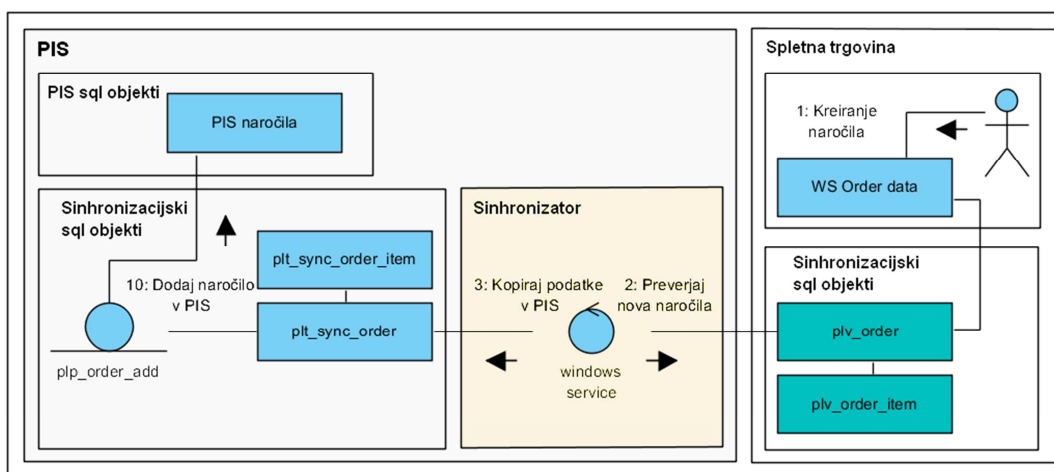 PIS
PIS sql objekti
PIS naročila
Sinhronizacijski
sql objekti
plt_sync_order_item
10: Dodaj naročilo
v PIS
plt_sync_order
plp_order_add
Sinhronizator
3: Kopiraj podatke
v PIS
2: Preverjaj
nova naročila
windows
service
Spletna trgovina
1: Kreiranje
naročila
WS Order data
Sinhronizacijski
sql objekti
plv_order
plv_order_item